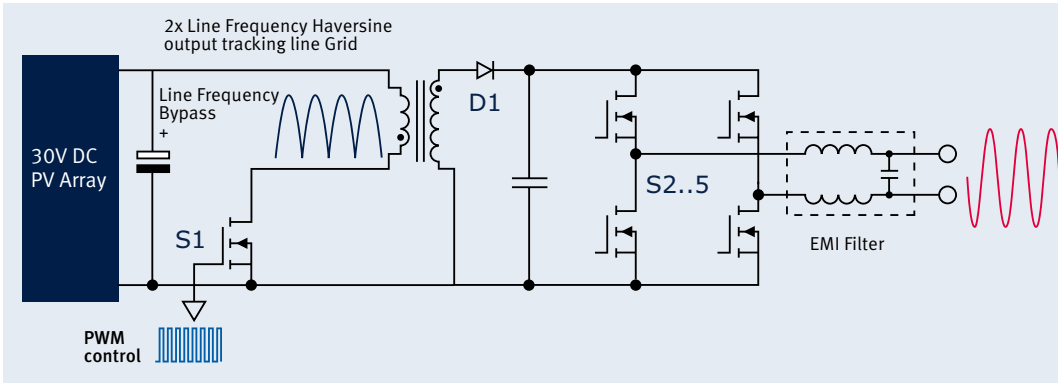 2x Line Frequency Haversine
output tracking line Grid
Line Frequency
Bypass
+
30V DC
PV Array
D1
S1
S2..5
EMI Filter
PWM
control